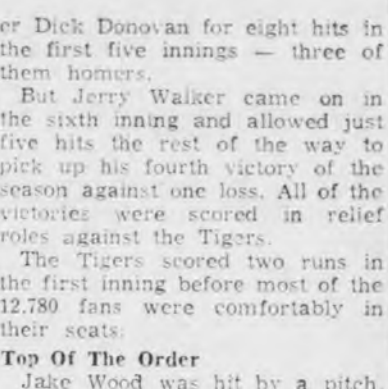 er Dick Donovan for eight hits in
the first five innings — three of
them homers.
But Jerry Walker came on in
the sixth inning and allowed just
five hits the rest of the way to
pick up his fourth victory of the
season against one loss. All of the
victories were scored in relief
roles against the Tigers.
The Tigers scored two runs in
the first inning before most of the
12,780 fans were comfortably in
their seats.
Top Of The Order
Jake Wood was hit by a pitch,